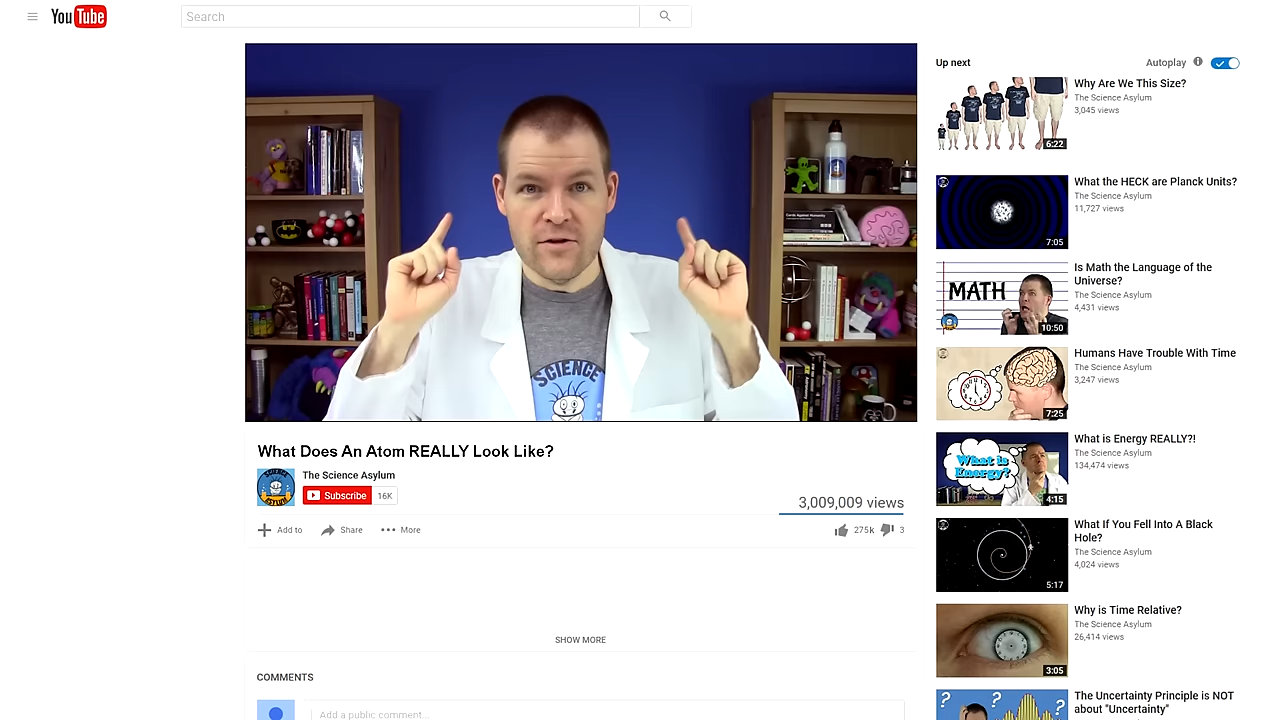 YouTube
Search
SCIENCE
Cards Against Humanity
What Does An Atom REALLY Look Like?
SCIENCE
ASYLUM
The Science Asylum
Subscribe 16K
3,009,009 views
Add to Share More
275k 3
SHOW MORE
COMMENTS
Add a public comment...
Up next
Autoplay
Why Are We This Size?
The Science Asylum
3,045 views
6:22
What the HECK are Planck Units?
The Science Asylum
11,727 views
7:05
MATH
Is Math the Language of the
Universe?
The Science Asylum
4,431 views
10:50
Humans Have Trouble With Time
The Science Asylum
3,247 views
7:25
What is
Energy?
What is Energy REALLY?!
The Science Asylum
134,474 views
4:15
What If You Fell Into A Black
Hole?
The Science Asylum
4,024 views
5:17
Why is Time Relative?
The Science Asylum
26,414 views
3:05
? ? ?
The Uncertainty Principle is NOT
about "Uncertainty"